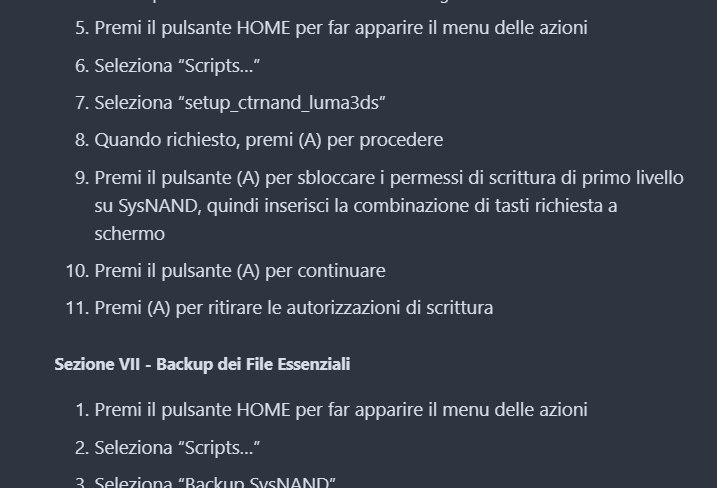 5. Premi il pulsante HOME per far apparire il menu delle azioni
6. Seleziona “Scripts...”
7. Seleziona “setup_ctrnand_luma3ds”
8. Quando richiesto, premi (A) per procedere
9. Premi il pulsante (A) per sbloccare i permessi di scrittura di primo livello
su SysNAND, quindi inserisci la combinazione di tasti richiesta a
schermo
10. Premi il pulsante (A) per continuare
11. Premi (A) per ritirare le autorizzazioni di scrittura
Sezione VII - Backup dei File Essenziali
1. Premi il pulsante HOME per far apparire il menu delle azioni
2. Seleziona “Scripts...”
3. Seleziona “Backup SysNAND”